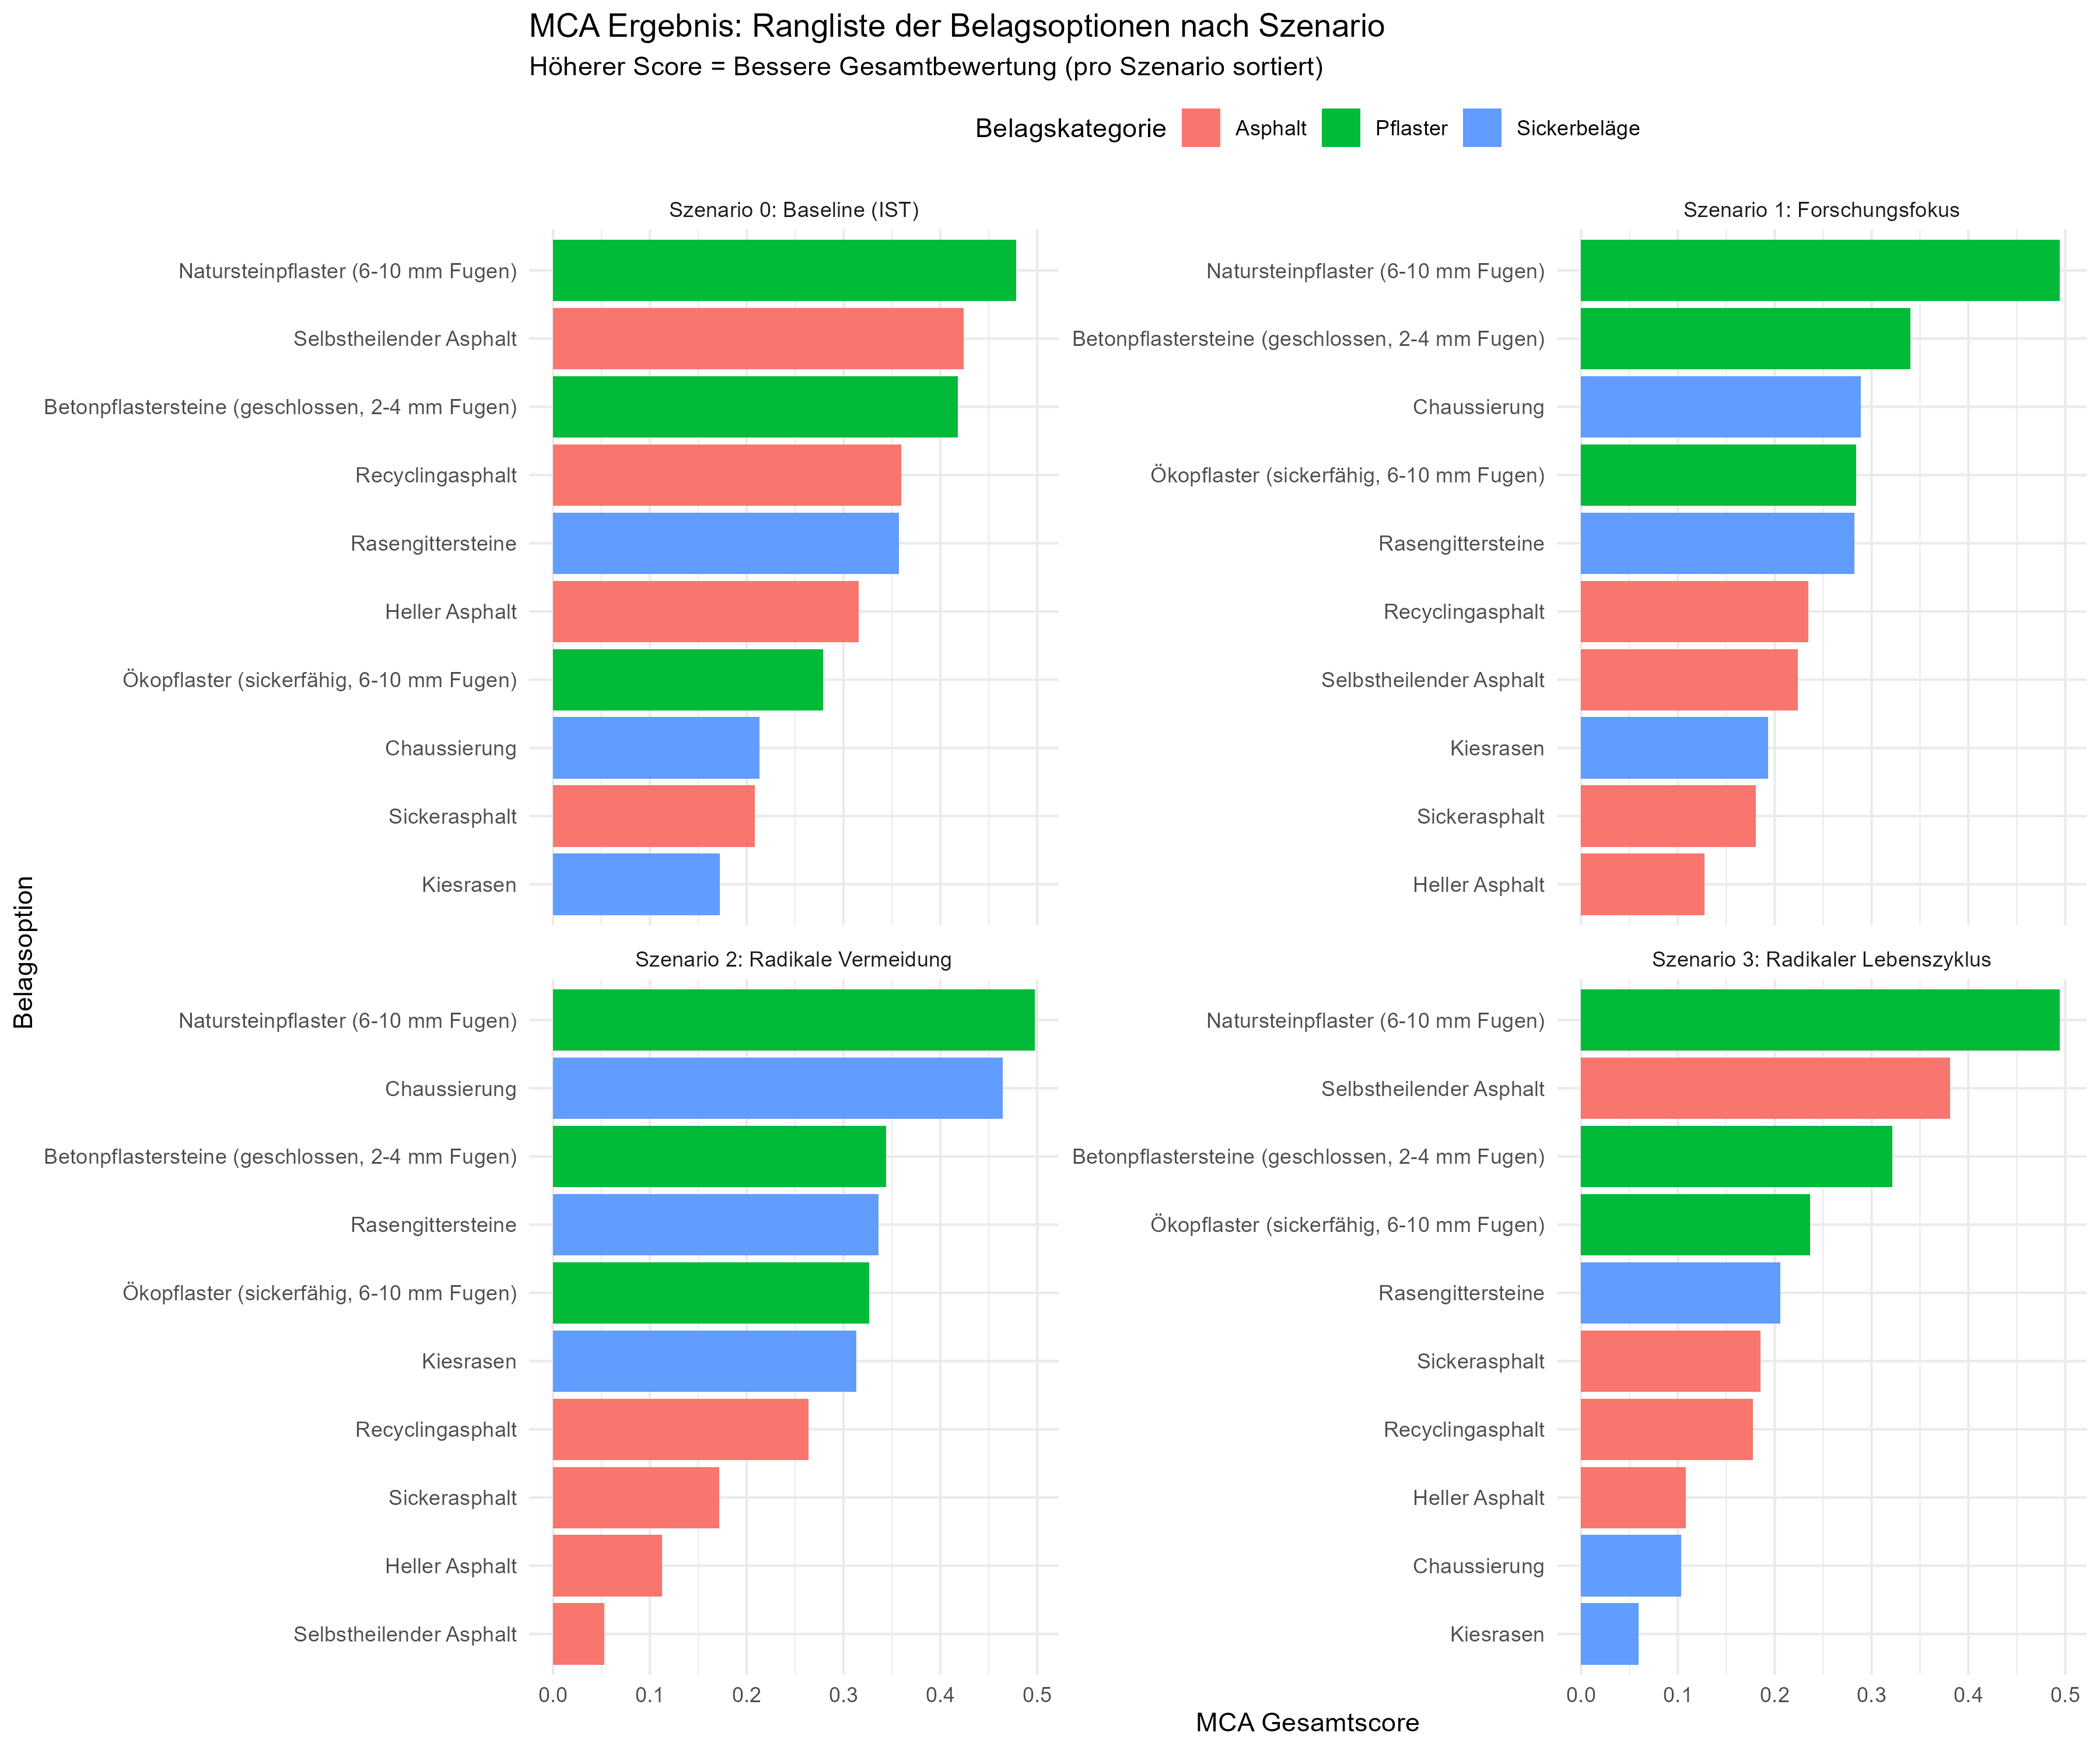 MCA Ergebnis: Rangliste der Belagsoptionen nach Szenario
Höherer Score = Bessere Gesamtbewertung (pro Szenario sortiert)
Belagskategorie Asphalt Pflaster Sickerbeläge
Szenario 0: Baseline (IST)
Natursteinpflaster (6-10 mm Fugen)
Selbstheilender Asphalt
Betonpflastersteine (geschlossen, 2-4 mm Fugen)
Recyclingasphalt
Rasengittersteine
Heller Asphalt
Ökopflaster (sickerfähig, 6-10 mm Fugen)
Chaussierung
Sickerasphalt
Kiesrasen
Szenario 1: Forschungsfokus
Natursteinpflaster (6-10 mm Fugen)
Betonpflastersteine (geschlossen, 2-4 mm Fugen)
Chaussierung
Ökopflaster (sickerfähig, 6-10 mm Fugen)
Rasengittersteine
Recyclingasphalt
Selbstheilender Asphalt
Kiesrasen
Sickerasphalt
Heller Asphalt
Belagsoption
Szenario 2: Radikale Vermeidung
Natursteinpflaster (6-10 mm Fugen)
Chaussierung
Betonpflastersteine (geschlossen, 2-4 mm Fugen)
Rasengittersteine
Ökopflaster (sickerfähig, 6-10 mm Fugen)
Kiesrasen
Recyclingasphalt
Sickerasphalt
Heller Asphalt
Selbstheilender Asphalt
0.0 0.1 0.2 0.3 0.4 0.5
Szenario 3: Radikaler Lebenszyklus
Natursteinpflaster (6-10 mm Fugen)
Selbstheilender Asphalt
Betonpflastersteine (geschlossen, 2-4 mm Fugen)
Ökopflaster (sickerfähig, 6-10 mm Fugen)
Rasengittersteine
Sickerasphalt
Recyclingasphalt
Heller Asphalt
Chaussierung
Kiesrasen
0.0 0.1 0.2 0.3 0.4 0.5
MCA Gesamtscore